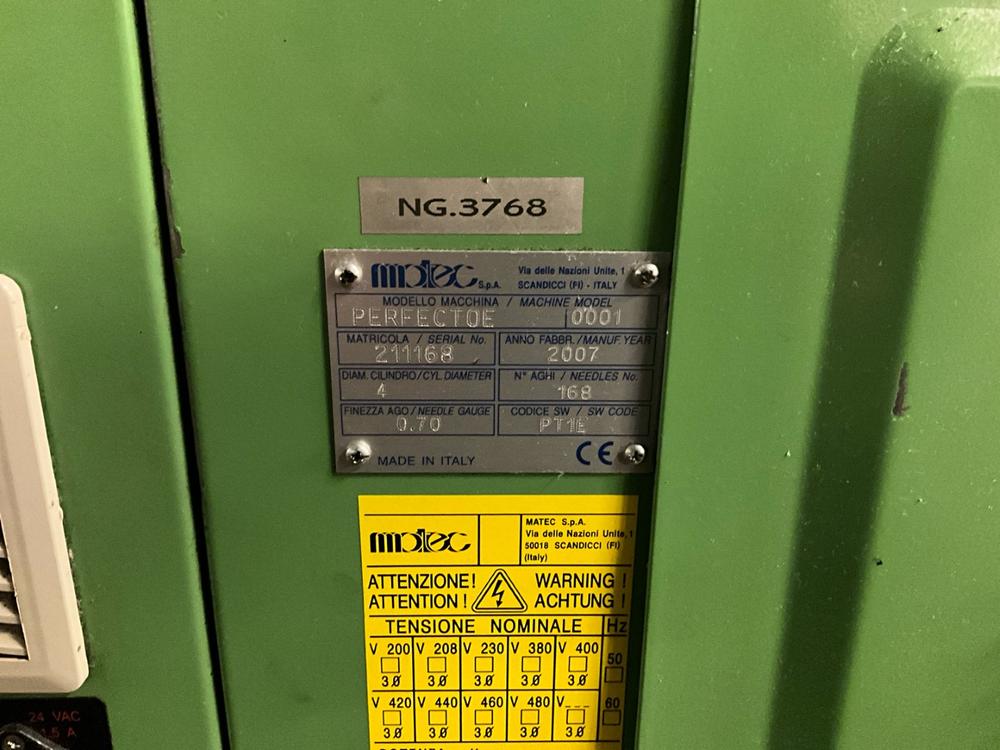 NG.3768
matec S.p.A.
Via delle Nazioni Unite, 1
SCANDICCI (FI) - ITALY
MODELLO MACCHINA / MACHINE MODEL
PERFECTOE 0001
MATRICOLA / SERIAL No.
211168
ANNO FABBR. / MANUF. YEAR
2007
DIAM. CILINDRO / CYL. DIAMETER
4
N° AGHI / NEEDLES No.
168
FINEZZA AGO / NEEDLE GAUGE
0.70
CODICE SW / SW CODE
PT1E
MADE IN ITALY
CE
matec
MATEC S.p.A.
Via delle Nazioni Unite, 1
50018 SCANDICCI (FI)
(Italy)
ATTENZIONE! WARNING !
ATTENTION ! ACHTUNG !
TENSIONE NOMINALE Hz
V 200 V 208 V 230 V 380 V 400 50
3Ø 3Ø 3Ø 3Ø 3Ø
V 420 V 440 V 460 V 480 V___ 60
3Ø 3Ø 3Ø 3Ø 3Ø
24 VAC
1.5 A